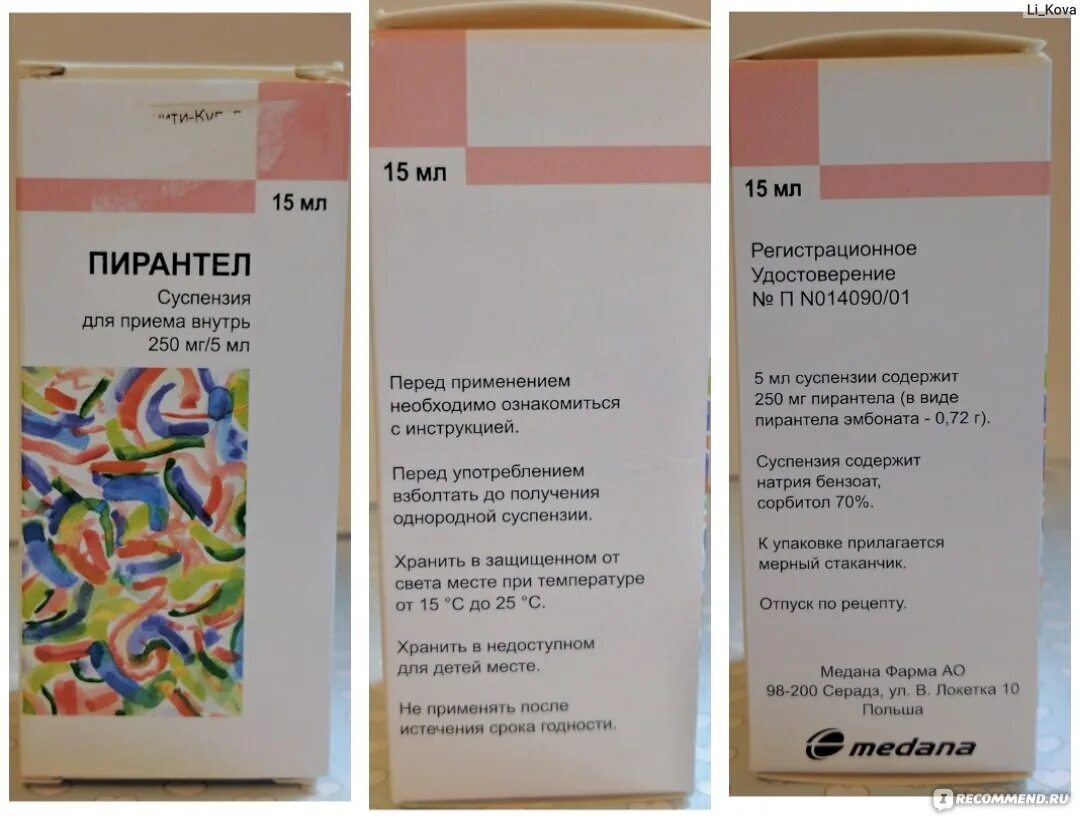 Li_Kova
15 мл
ПИРАНТЕЛ
Суспензия
для приема внутрь
250 мг/5 мл
15 мл
Перед применением
необходимо ознакомиться
с инструкцией.
Перед употреблением
взболтать до получения
однородной суспензии.
Хранить в защищенном от
света месте при температуре
от 15 °C до 25 °C.
Хранить в недоступном
для детей месте.
Не применять после
истечения срока годности.
15 мл
Регистрационное
Удостоверение
№ П N014090/01
5 мл суспензии содержит
250 мг пирантела (в виде
пирантела эмбоната - 0,72 г).
Суспензия содержит
натрия бензоат,
сорбитол 70%.
К упаковке прилагается
мерный стаканчик.
Отпуск по рецепту.
Медана Фарма АО
98-200 Серадз, ул. В. Локетка 10
Польша
medana
IRECOMMEND.RU